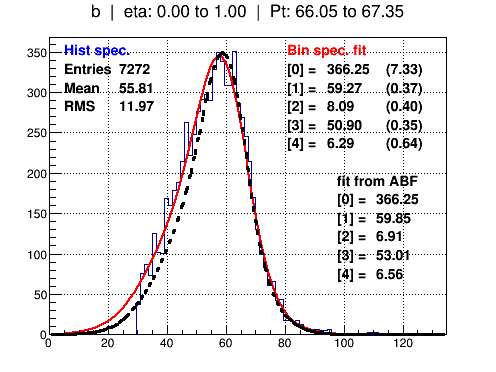 b | eta: 0.00 to 1.00 | Pt: 66.05 to 67.35
Hist spec.
Entries 7272
Mean 55.81
RMS 11.97
Bin spec. fit
[0] = 366.25 (7.33)
[1] = 59.27 (0.37)
[2] = 8.09 (0.40)
[3] = 50.90 (0.35)
[4] = 6.29 (0.64)
fit from ABF
[0] = 366.25
[1] = 59.85
[2] = 6.91
[3] = 53.01
[4] = 6.56
350
300
250
200
150
100
50
0
0 20 40 60 80 100 120